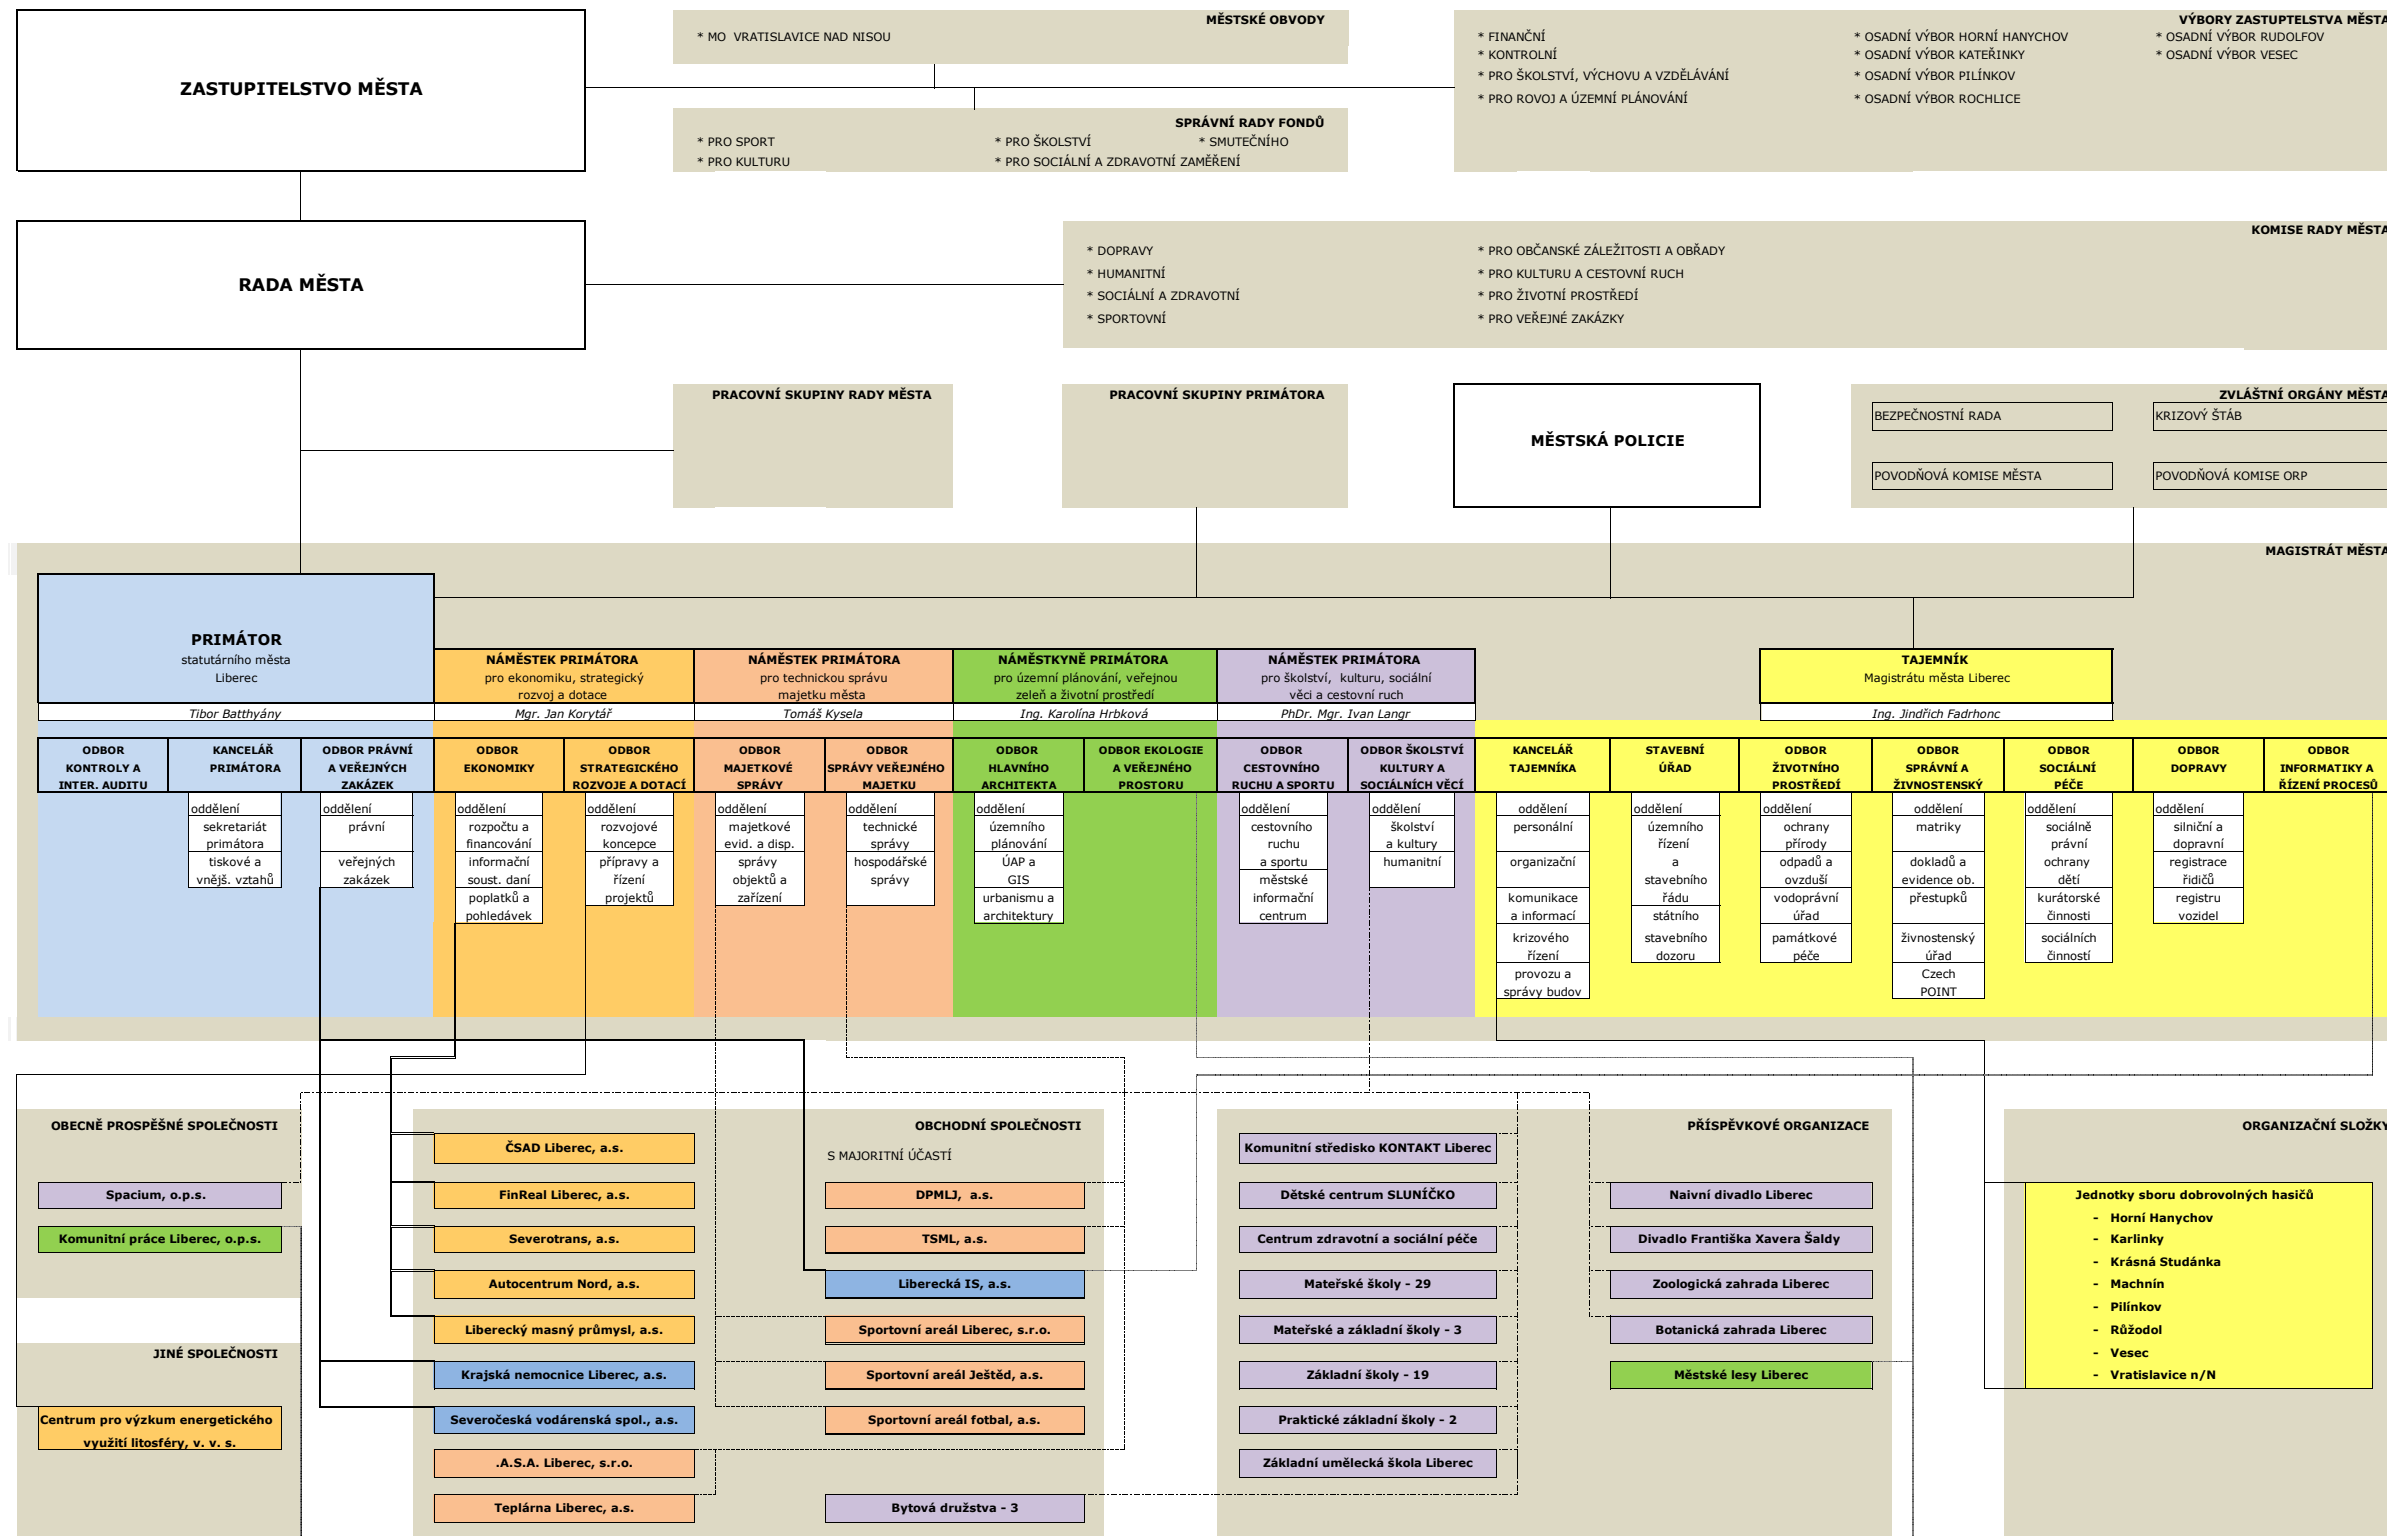 MĚSTSKÉ OBVODY
* MO  VRATISLAVICE NAD NISOU
VÝBORY ZASTUPTELSTVA MĚSTA
* FINANČNÍ
* KONTROLNÍ
* PRO ŠKOLSTVÍ, VÝCHOVU A VZDĚLÁVÁNÍ
* PRO ROVOJ A ÚZEMNÍ PLÁNOVÁNÍ
* OSADNÍ VÝBOR HORNÍ HANYCHOV
* OSADNÍ VÝBOR KATEŘINKY
* OSADNÍ VÝBOR PILÍNKOV
* OSADNÍ VÝBOR ROCHLICE
* OSADNÍ VÝBOR RUDOLFOV
* OSADNÍ VÝBOR VESEC
ZASTUPITELSTVO MĚSTA
SPRÁVNÍ RADY FONDŮ
* PRO SPORT
* PRO KULTURU
* PRO ŠKOLSTVÍ
* SMUTEČNÍHO
* PRO SOCIÁLNÍ A ZDRAVOTNÍ ZAMĚŘENÍ
RADA MĚSTA
KOMISE RADY MĚSTA
* DOPRAVY
* HUMANITNÍ
* SOCIÁLNÍ A ZDRAVOTNÍ
* SPORTOVNÍ
* PRO OBČANSKÉ ZÁLEŽITOSTI A OBŘADY
* PRO KULTURU A CESTOVNÍ RUCH
* PRO ŽIVOTNÍ PROSTŘEDÍ
* PRO VEŘEJNÉ ZAKÁZKY
PRACOVNÍ SKUPINY RADY MĚSTA
PRACOVNÍ SKUPINY PRIMÁTORA
MĚSTSKÁ POLICIE
ZVLÁŠTNÍ ORGÁNY MĚSTA
BEZPEČNOSTNÍ RADA
KRIZOVÝ ŠTÁB
POVODŇOVÁ KOMISE MĚSTA
POVODŇOVÁ KOMISE ORP
MAGISTRÁT MĚSTA
PRIMÁTOR
statutárního města
Liberec
Tibor Batthyány
NÁMĚSTEK PRIMÁTORA
pro ekonomiku, strategický
rozvoj a dotace
Mgr. Jan Korytář
NÁMĚSTEK PRIMÁTORA
pro technickou správu
majetku města
Tomáš Kysela
NÁMĚSTKYNĚ PRIMÁTORA
pro územní plánování, veřejnou
zeleň a životní prostředí
Ing. Karolína Hrbková
NÁMĚSTEK PRIMÁTORA
pro školství,  kulturu, sociální
věci a cestovní ruch
PhDr. Mgr. Ivan Langr
TAJEMNÍK
Magistrátu města Liberec
Ing. Jindřich Fadrhonc
ODBOR
KONTROLY A
INTER. AUDITU
KANCELÁŘ
PRIMÁTORA
oddělení
sekretariát
primátora
tiskové a
vnějš. vztahů
ODBOR PRÁVNÍ
A VEŘEJNÝCH
ZAKÁZEK
oddělení
právní
veřejných
zakázek
ODBOR
EKONOMIKY
oddělení
rozpočtu a
financování
informační
soust. daní
poplatků a
pohledávek
ODBOR
STRATEGICKÉHO
ROZVOJE A DOTACÍ
oddělení
rozvojové
koncepce
přípravy a
řízení
projektů
ODBOR
MAJETKOVÉ
SPRÁVY
oddělení
majetkové
evid. a disp.
správy
objektů a
zařízení
ODBOR
SPRÁVY VEŘEJNÉHO
MAJETKU
oddělení
technické
správy
hospodářské
správy
ODBOR
HLAVNÍHO
ARCHITEKTA
oddělení
územního
plánování
ÚAP a
GIS
urbanismu a
architektury
ODBOR EKOLOGIE
A VEŘEJNÉHO
PROSTORU
ODBOR
CESTOVNÍHO
RUCHU A SPORTU
oddělení
cestovního
ruchu
a sportu
městské
informační
centrum
ODBOR ŠKOLSTVÍ
KULTURY A
SOCIÁLNÍCH VĚCÍ
oddělení
školství
a kultury
humanitní
KANCELÁŘ
TAJEMNÍKA
oddělení
personální
organizační
komunikace
a informací
krizového
řízení
provozu a
správy budov
STAVEBNÍ
ÚŘAD
oddělení
územního
řízení
a
stavebního
řádu
státního
stavebního
dozoru
ODBOR
ŽIVOTNÍHO
PROSTŘEDÍ
oddělení
ochrany
přírody
odpadů a
ovzduší
vodoprávní
úřad
památkové
péče
ODBOR
SPRÁVNÍ A
ŽIVNOSTENSKÝ
oddělení
matriky
dokladů a
evidence ob.
přestupků
živnostenský
úřad
Czech
POINT
ODBOR
SOCIÁLNÍ
PÉČE
oddělení
sociálně
právní
ochrany
dětí
kurátorské
činnosti
sociálních
činností
ODBOR
DOPRAVY
oddělení
silniční a
dopravní
registrace
řidičů
registru
vozidel
ODBOR
INFORMATIKY A
ŘÍZENÍ PROCESŮ
OBECNĚ PROSPĚŠNÉ SPOLEČNOSTI
Spacium, o.p.s.
Komunitní práce Liberec, o.p.s.
JINÉ SPOLEČNOSTI
Centrum pro výzkum energetického
využití litosféry, v. v. s.
OBCHODNÍ SPOLEČNOSTI
S MAJORITNÍ ÚČASTÍ
ČSAD Liberec, a.s.
FinReal Liberec, a.s.
Severotrans, a.s.
Autocentrum Nord, a.s.
Liberecký masný průmysl, a.s.
Krajská nemocnice Liberec, a.s.
Severočeská vodárenská spol., a.s.
.A.S.A. Liberec, s.r.o.
Teplárna Liberec, a.s.
DPMLJ,  a.s.
TSML, a.s.
Liberecká IS, a.s.
Sportovní areál Liberec, s.r.o.
Sportovní areál Ještěd, a.s.
Sportovní areál fotbal, a.s.
Bytová družstva - 3
PŘÍSPĚVKOVÉ ORGANIZACE
Komunitní středisko KONTAKT Liberec
Dětské centrum SLUNÍČKO
Centrum zdravotní a sociální péče
Mateřské školy - 29
Mateřské a základní školy - 3
Základní školy - 19
Praktické základní školy - 2
Základní umělecká škola Liberec
Naivní divadlo Liberec
Divadlo Františka Xavera Šaldy
Zoologická zahrada Liberec
Botanická zahrada Liberec
Městské lesy Liberec
ORGANIZAČNÍ SLOŽKY
Jednotky sboru dobrovolných hasičů
- Horní Hanychov
- Karlinky
- Krásná Studánka
- Machnín
- Pilínkov
- Růžodol
- Vesec
- Vratislavice n/N